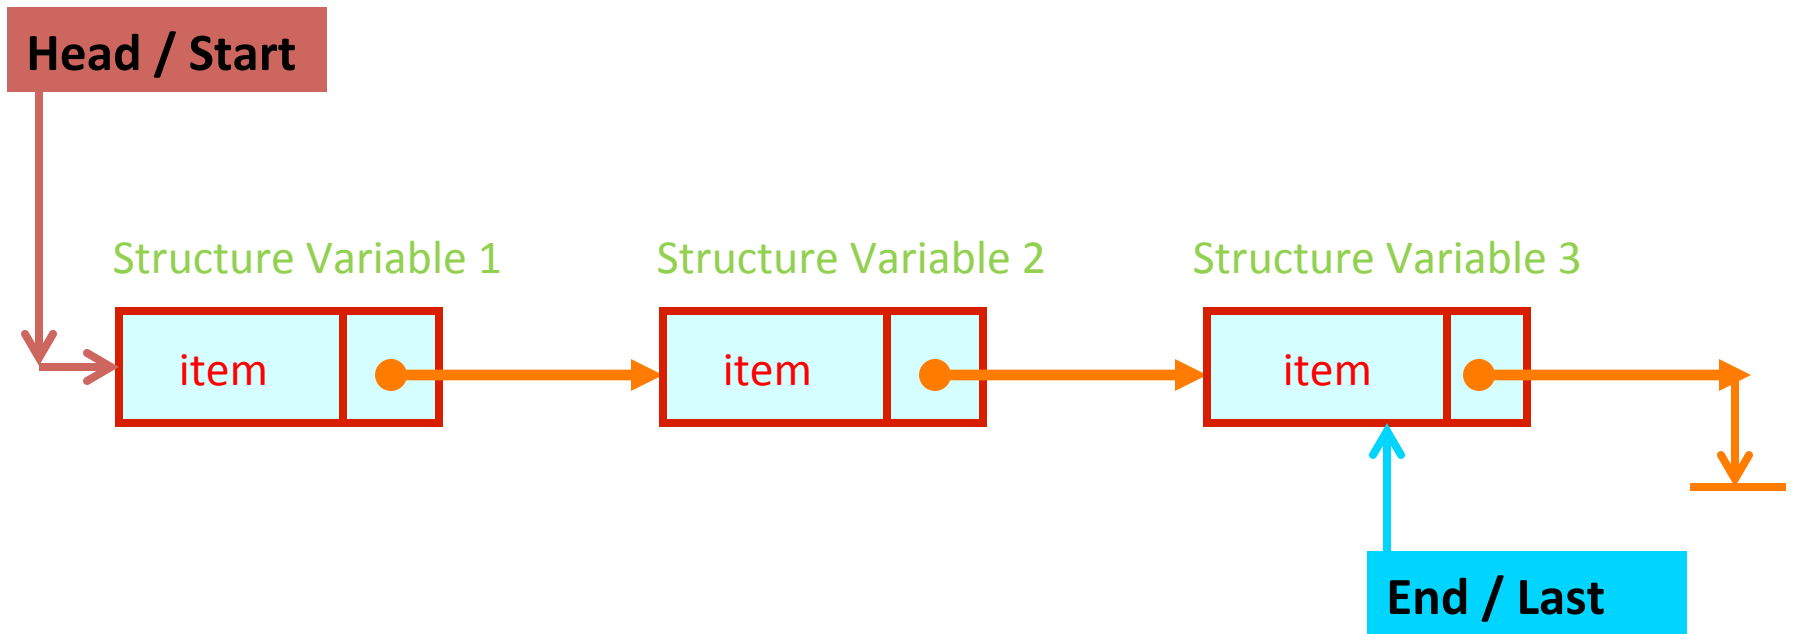 Head / Start
Structure Variable 1
Structure Variable 2
Structure Variable 3
item
item
item
End / Last